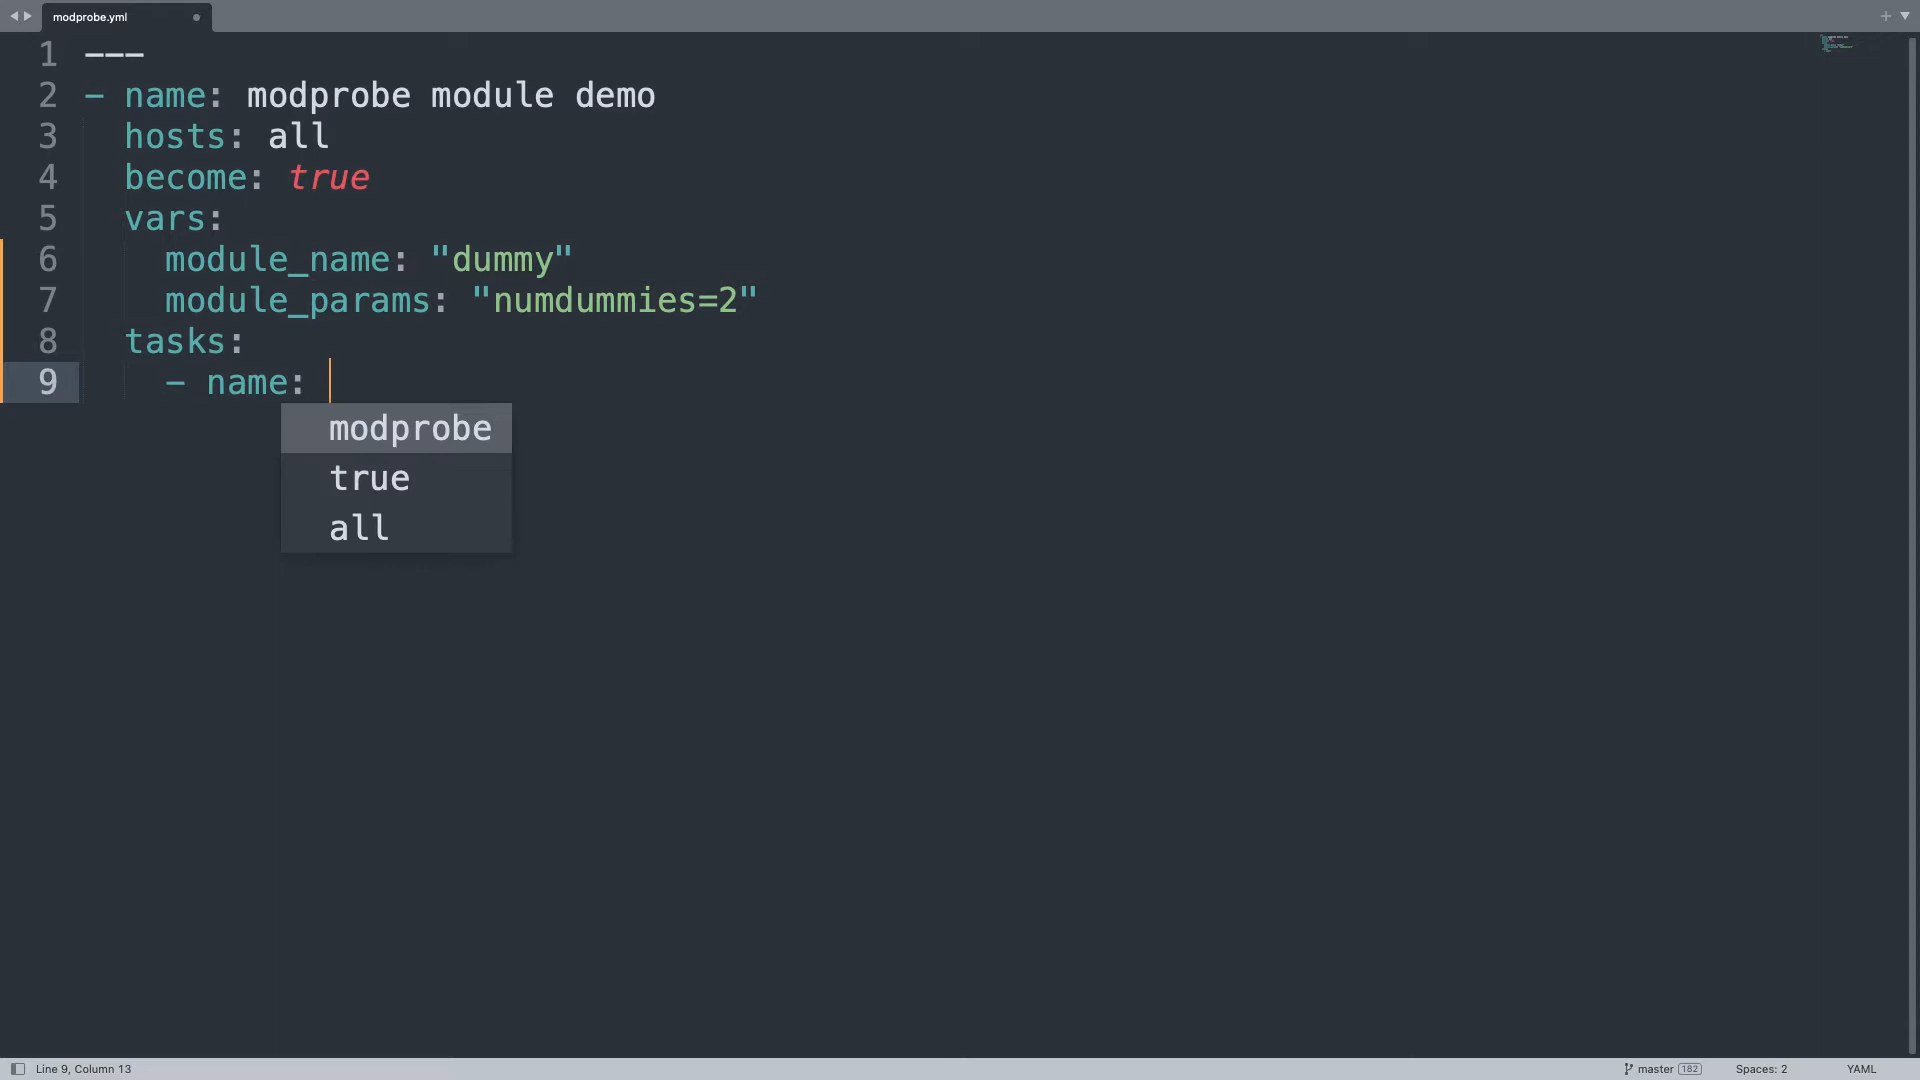 modprobe.yml
1 ---
2 - name: modprobe module demo
3 hosts: all
4 become: true
5 vars:
6 module_name: "dummy"
7 module_params: "numdummies=2"
8 tasks:
9 - name:
modprobe
true
all
Line 9, Column 13 master 182 Spaces: 2 YAML